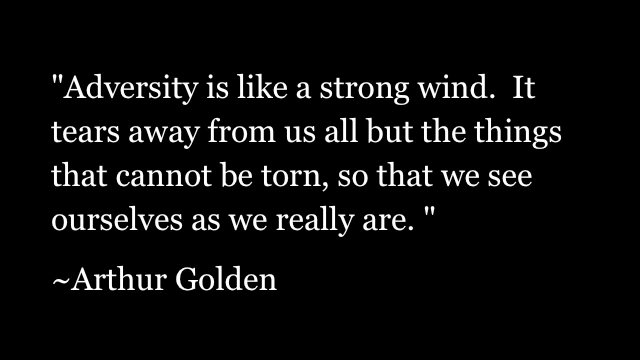 "Adversity is like a strong wind.  It
tears away from us all but the things
that cannot be torn, so that we see
ourselves as we really are. "
~Arthur Golden